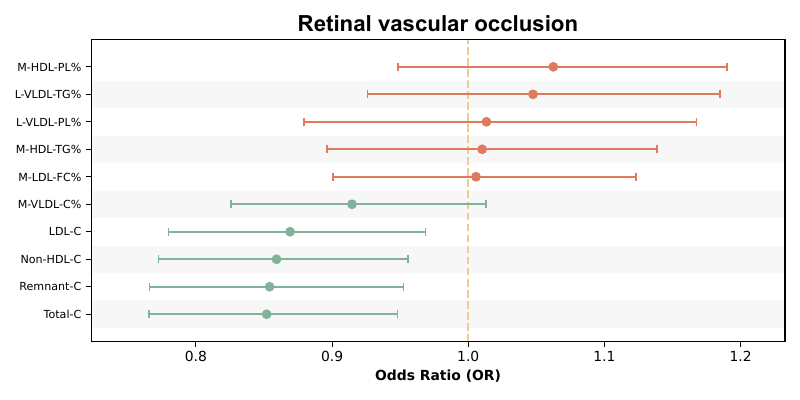 Retinal vascular occlusion
M-HDL-PL%
L-VLDL-TG%
L-VLDL-PL%
M-HDL-TG%
M-LDL-FC%
M-VLDL-C%
LDL-C
Non-HDL-C
Remnant-C
Total-C
0.8 0.9 1.0 1.1 1.2
Odds Ratio (OR)